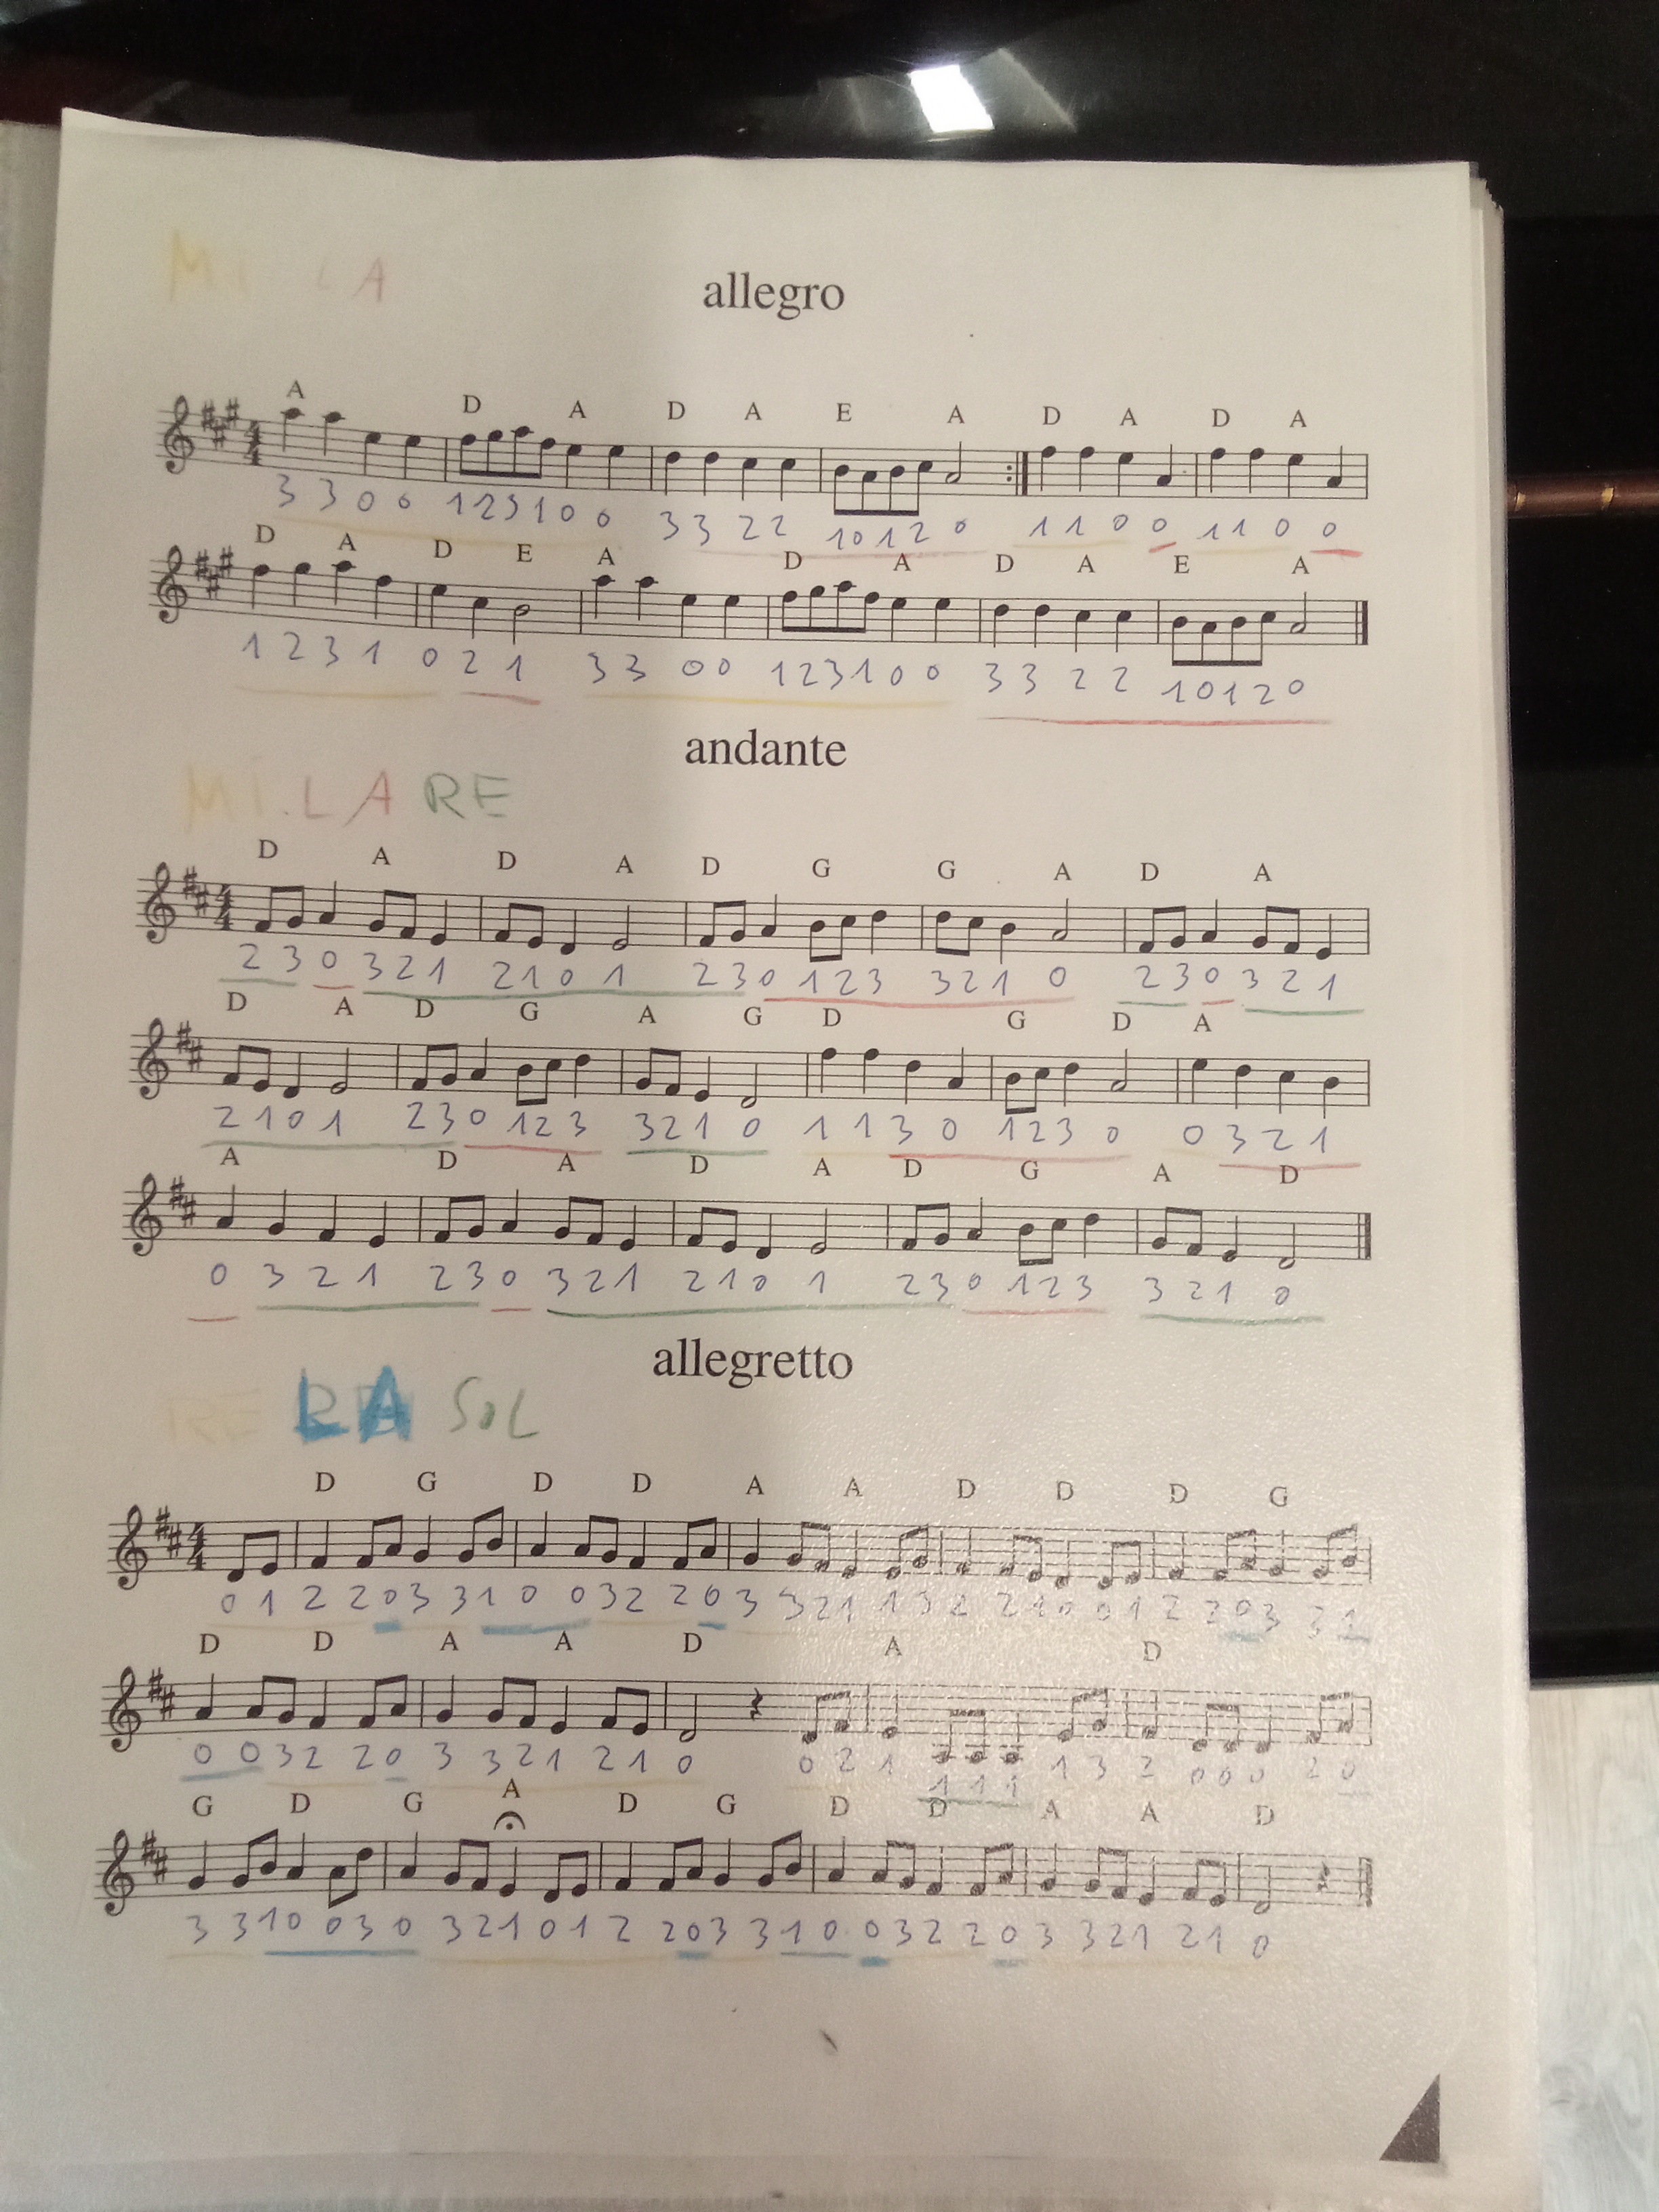 MI LA
allegro
A D A D A E A D A D A
3 3 0 0 1 2 3 1 0 0 3 3 2 2 1 0 1 2 0 1 1 0 0 1 1 0 0
D A D E A D A D A E A
1 2 3 1 0 2 1 3 3 0 0 1 2 3 1 0 0 3 3 2 2 1 0 1 2 0
andante
MI LA RE
D A D A D G G A D A
2 3 0 3 2 1 2 1 0 1 2 3 0 1 2 3 3 2 1 0 2 3 0 3 2 1
D A D G A G D G D A
2 1 0 1 2 3 0 1 2 3 3 2 1 0 1 1 3 0 1 2 3 0 0 3 2 1
A D A D A D G A D
0 3 2 1 2 3 0 3 2 1 2 1 0 1 2 3 0 1 2 3 3 2 1 0
allegretto
RE LA SOL
D G D D A A D D D G
0 1 2 2 0 3 3 1 0 0 3 2 2 0 3 3 2 1 1 3 2 2 1 0 0 1 2 2 0 3 3 1
D D A A D A D
0 0 3 2 2 0 3 3 2 1 2 1 0 0 2 1 1 1 1 1 3 2 0 0 0 2 0
G D G A D G D D A A D
3 3 1 0 0 3 0 3 2 1 0 1 2 2 0 3 3 1 0 0 3 2 2 0 3 3 2 1 2 1 0